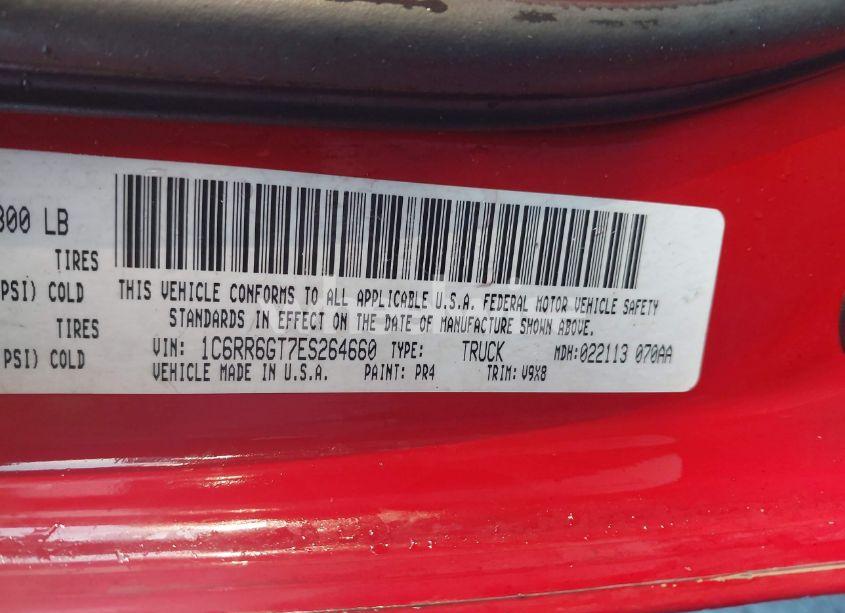 800 LB
TIRES
PSI) COLD
TIRES
PSI) COLD
THIS VEHICLE CONFORMS TO ALL APPLICABLE U.S.A. FEDERAL MOTOR VEHICLE SAFETY
STANDARDS IN EFFECT ON THE DATE OF MANUFACTURE SHOWN ABOVE.
VIN: 1C6RR6GT7ES264660 TYPE: TRUCK MDH:022113 070AA
VEHICLE MADE IN U.S.A. PAINT: PR4 TRIM: V9X8